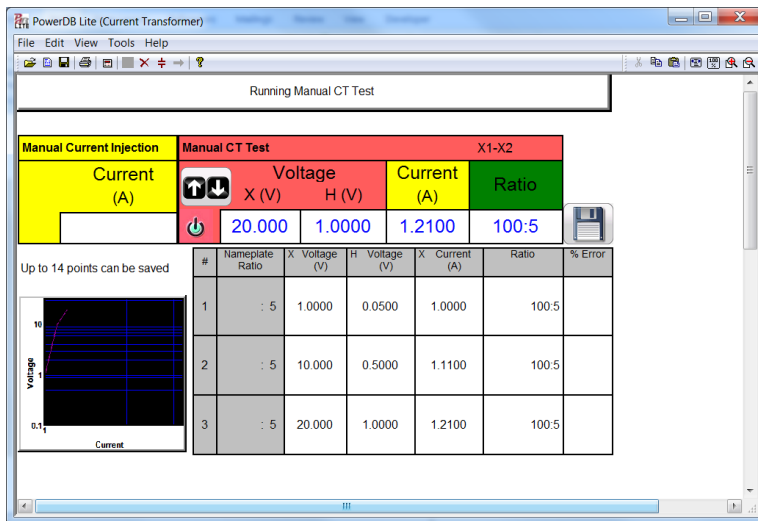 PowerDB Lite (Current Transformer)
File Edit View Tools Help
Running Manual CT Test
Manual Current Injection
Current
(A)
Manual CT Test X1-X2
Voltage
X (V) H (V)
Current
(A)
Ratio
20.000 1.0000 1.2100 100:5
Up to 14 points can be saved
# Nameplate Ratio X Voltage (V) H Voltage (V) X Current (A) Ratio % Error
1 : 5 1.0000 0.0500 1.0000 100:5
2 : 5 10.000 0.5000 1.1100 100:5
3 : 5 20.000 1.0000 1.2100 100:5
10
1
0.1
1
Voltage
Current